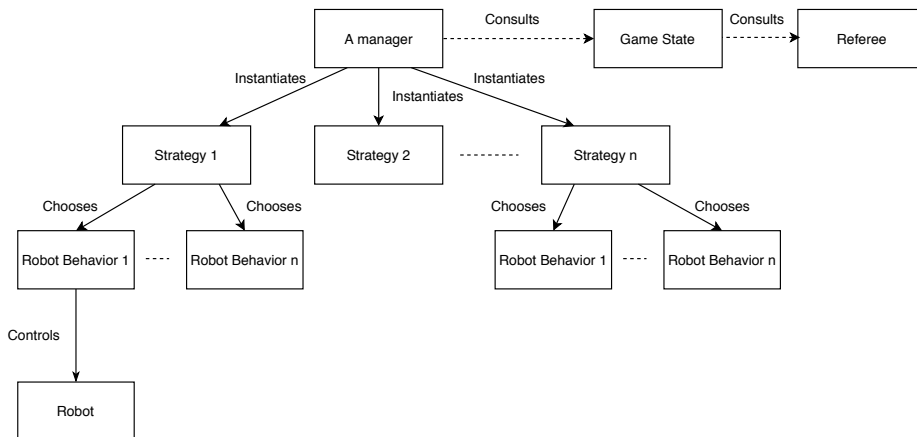 Consults
Consults
A manager
Game State
Referee
Instantiates
Instantiates
Instantiates
Strategy 1
Strategy 2
Strategy n
Chooses
Chooses
Chooses
Chooses
Robot Behavior 1
Robot Behavior n
Robot Behavior 1
Robot Behavior n
Controls
Robot